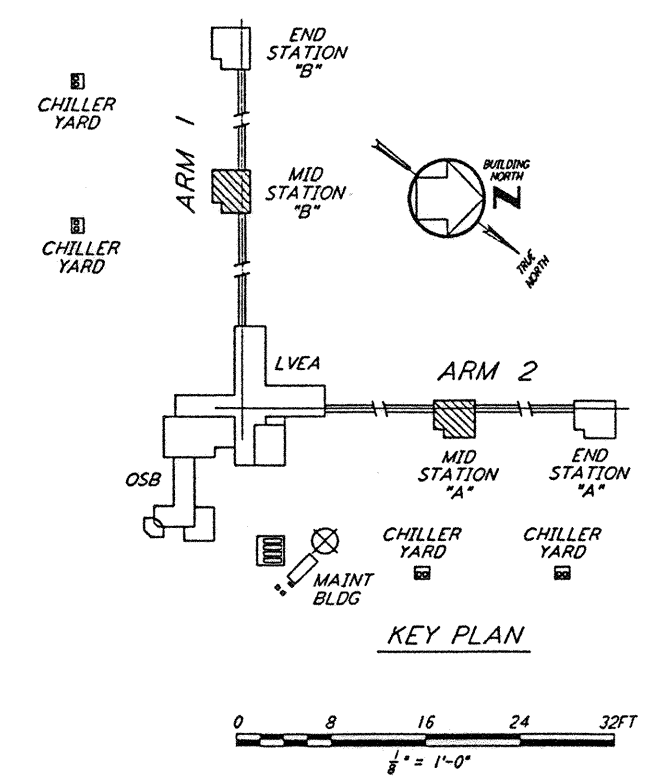 END
STATION
"B"
CHILLER
YARD
ARM 1
MID
STATION
"B"
BUILDING
NORTH
N
TRUE
NORTH
CHILLER
YARD
LVEA
ARM 2
OSB
MID
STATION
"A"
END
STATION
"A"
CHILLER
YARD
CHILLER
YARD
MAINT
BLDG
KEY PLAN
0 8 16 24 32FT
1/8" = 1'-0"